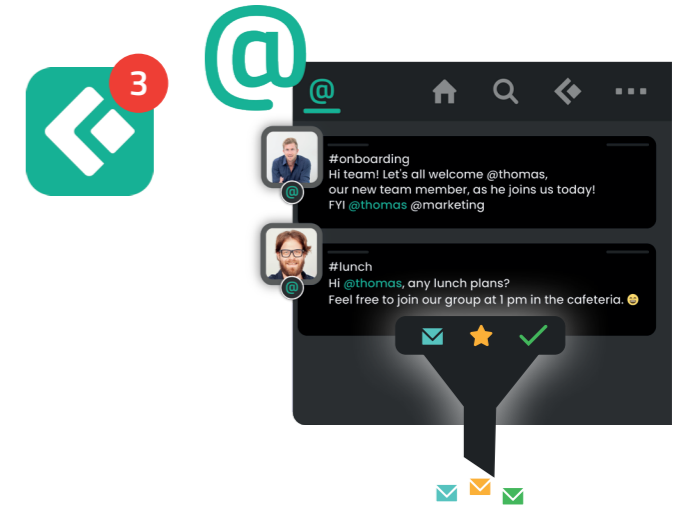 3
@
@
#onboarding
Hi team! Let's all welcome @thomas,
our new team member, as he joins us today!
FYI @thomas @marketing
@
#lunch
Hi @thomas, any lunch plans?
Feel free to join our group at 1 pm in the cafeteria. 😄
@